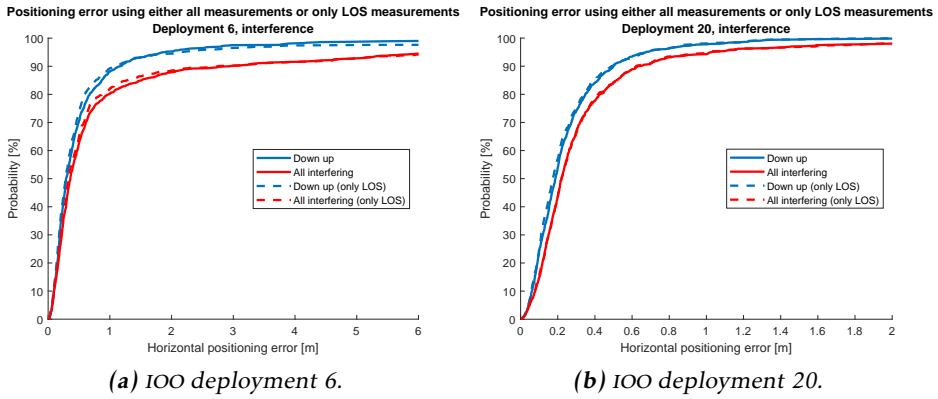 Positioning error using either all measurements or only LOS measurements
Deployment 6, interference
100
90
80
70
60
50
40
30
20
10
0
Probability [%]
Down up
All interfering
Down up (only LOS)
All interfering (only LOS)
0 1 2 3 4 5 6
Horizontal positioning error [m]
(a) IOO deployment 6.
Positioning error using either all measurements or only LOS measurements
Deployment 20, interference
100
90
80
70
60
50
40
30
20
10
0
Probability [%]
Down up
All interfering
Down up (only LOS)
All interfering (only LOS)
0 0.2 0.4 0.6 0.8 1 1.2 1.4 1.6 1.8 2
Horizontal positioning error [m]
(b) IOO deployment 20.